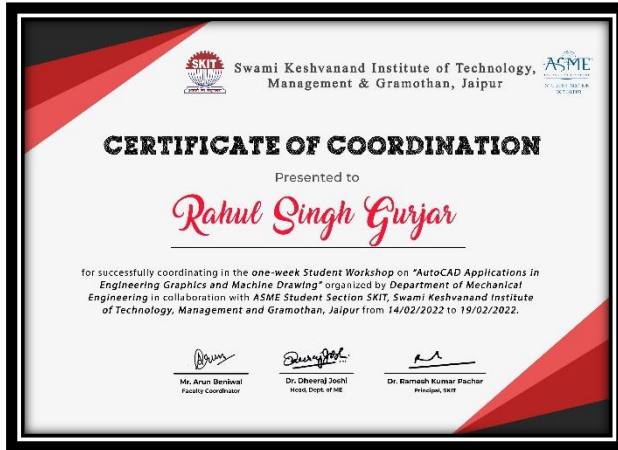 SKIT
Swami Keshvanand Institute of Technology,
Management & Gramothan, Jaipur
ASME
CERTIFICATE OF COORDINATION
Presented to
Rahul Singh Gurjar
for successfully coordinating in the one-week Student Workshop on "AutoCAD Applications in
Engineering Graphics and Machine Drawing" organized by Department of Mechanical
Engineering in collaboration with ASME Student Section SKIT, Swami Keshvanand Institute
of Technology, Management and Gramothan, Jaipur from 14/02/2022 to 19/02/2022.
Mr. Arun Beniwal
Faculty Coordinator
Dr. Dheeraj Joshi
Head, Dept. of ME
Dr. Ramesh Kumar Pachar
Principal, SKIT